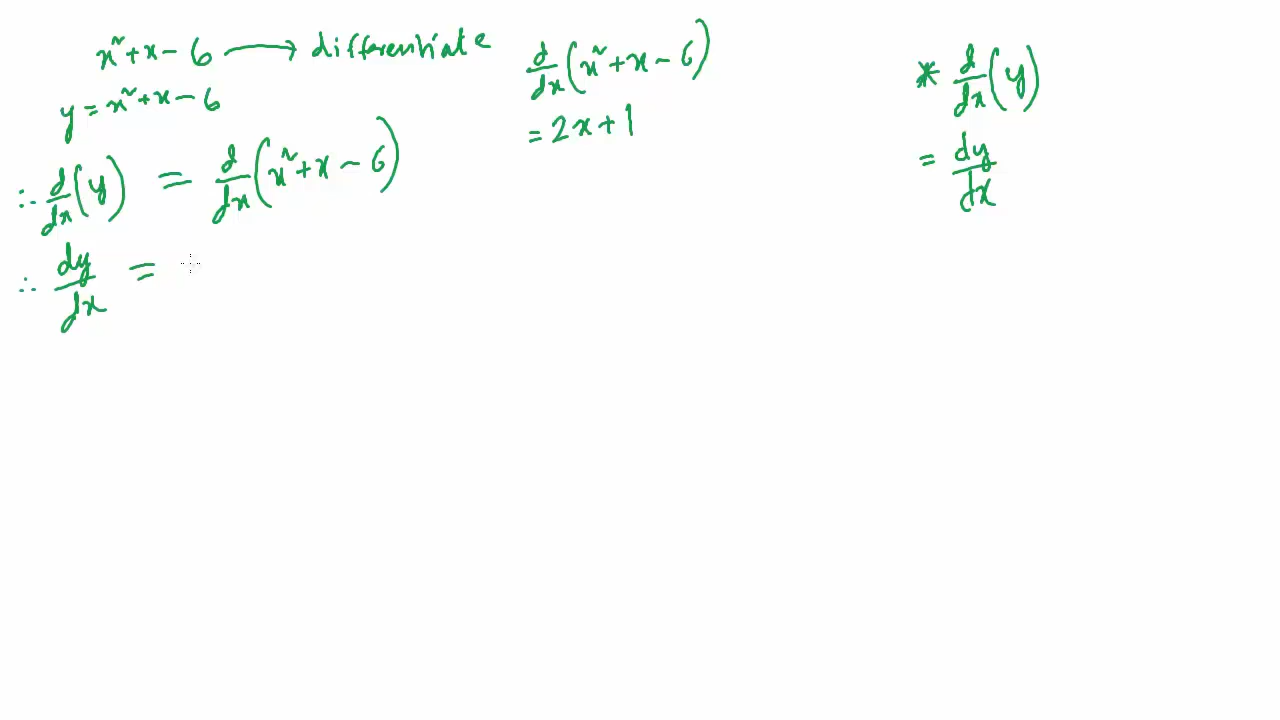 x² + x − 6 ⟶ differentiate
y = x² + x − 6
∴ d/dx (y) = d/dx (x² + x − 6)
∴ dy/dx =
d/dx (x² + x − 6)
= 2x + 1
* d/dx (y)
= dy/dx